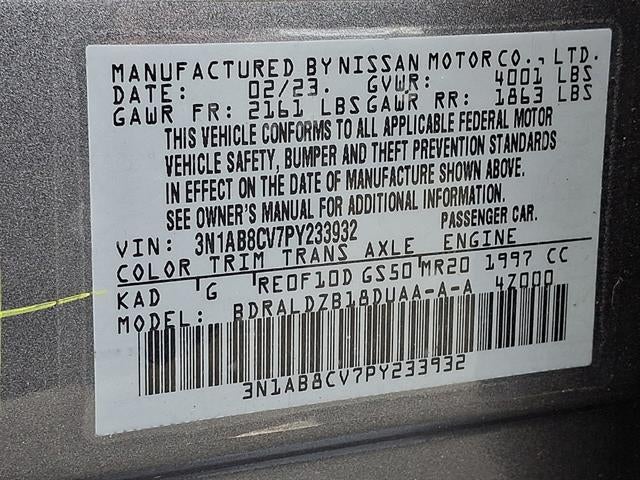 MANUFACTURED BY NISSAN MOTOR CO., LTD.
DATE: 02/23. GVWR: 4001 LBS
GAWR FR: 2161 LBS GAWR RR: 1863 LBS
THIS VEHICLE CONFORMS TO ALL APPLICABLE FEDERAL MOTOR
VEHICLE SAFETY, BUMPER AND THEFT PREVENTION STANDARDS
IN EFFECT ON THE DATE OF MANUFACTURE SHOWN ABOVE.
SEE OWNER'S MANUAL FOR ADDITIONAL INFORMATION.
VIN: 3N1AB8CV7PY233932 PASSENGER CAR.
COLOR TRIM TRANS AXLE ENGINE
KAD G RE0F10D GS50 MR20 1997 CC
MODEL: BDRALDZB18DUAA-A-A 4Z000
3N1AB8CV7PY233932